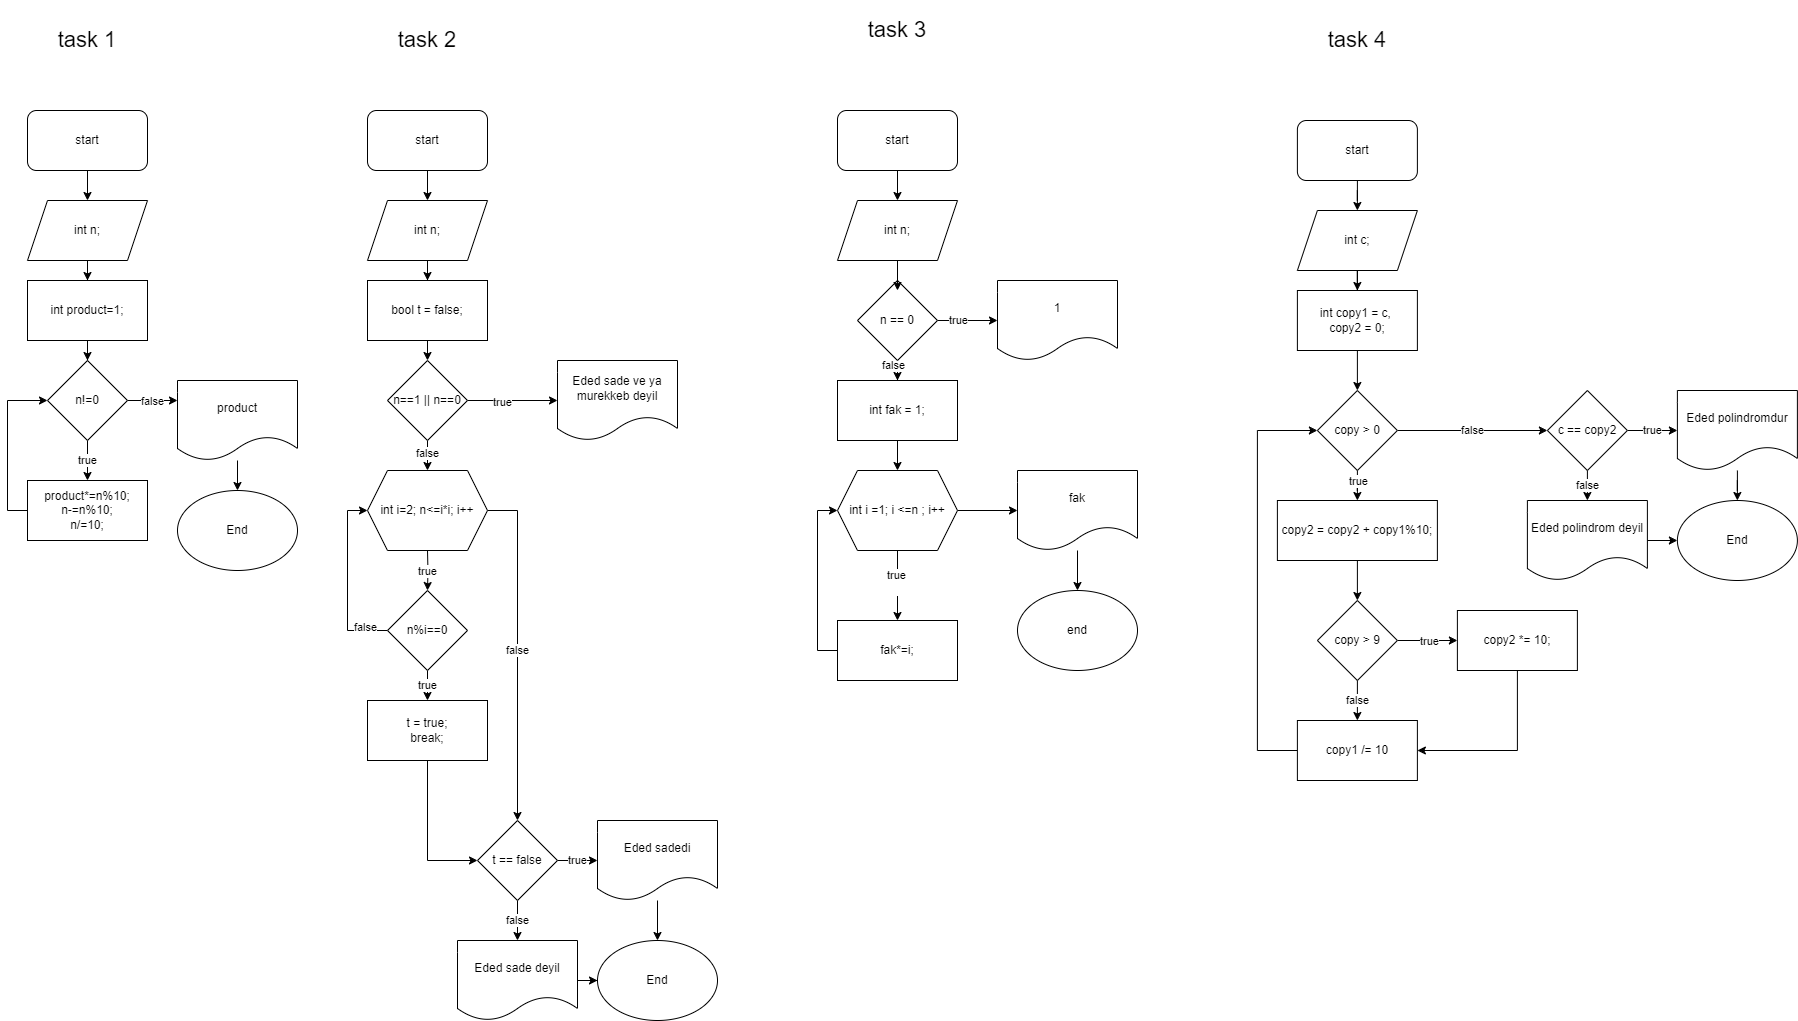 task 1
start
int n;
int product=1;
n!=0
false
product
true
product*=n%10;
n-=n%10;
n/=10;
End
task 2
start
int n;
bool t = false;
n==1 || n==0
true
Eded sade ve ya
murekkeb deyil
false
int i=2; n<=i*i; i++
true
false
n%i==0
true
false
t = true;
break;
t == false
true
Eded sadedi
false
Eded sade deyil
End
task 3
start
int n;
n == 0
true
1
false
int fak = 1;
int i =1; i <=n ; i++
fak
true
fak*=i;
end
task 4
start
int c;
int copy1 = c,
copy2 = 0;
copy > 0
false
c == copy2
true
Eded polindromdur
true
false
copy2 = copy2 + copy1%10;
Eded polindrom deyil
End
copy > 9
true
copy2 *= 10;
false
copy1 /= 10